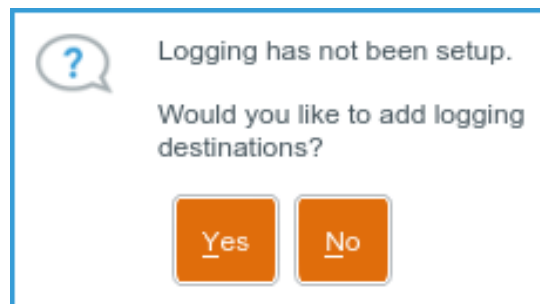 ?
Logging has not been setup.
Would you like to add logging
destinations?
Yes No